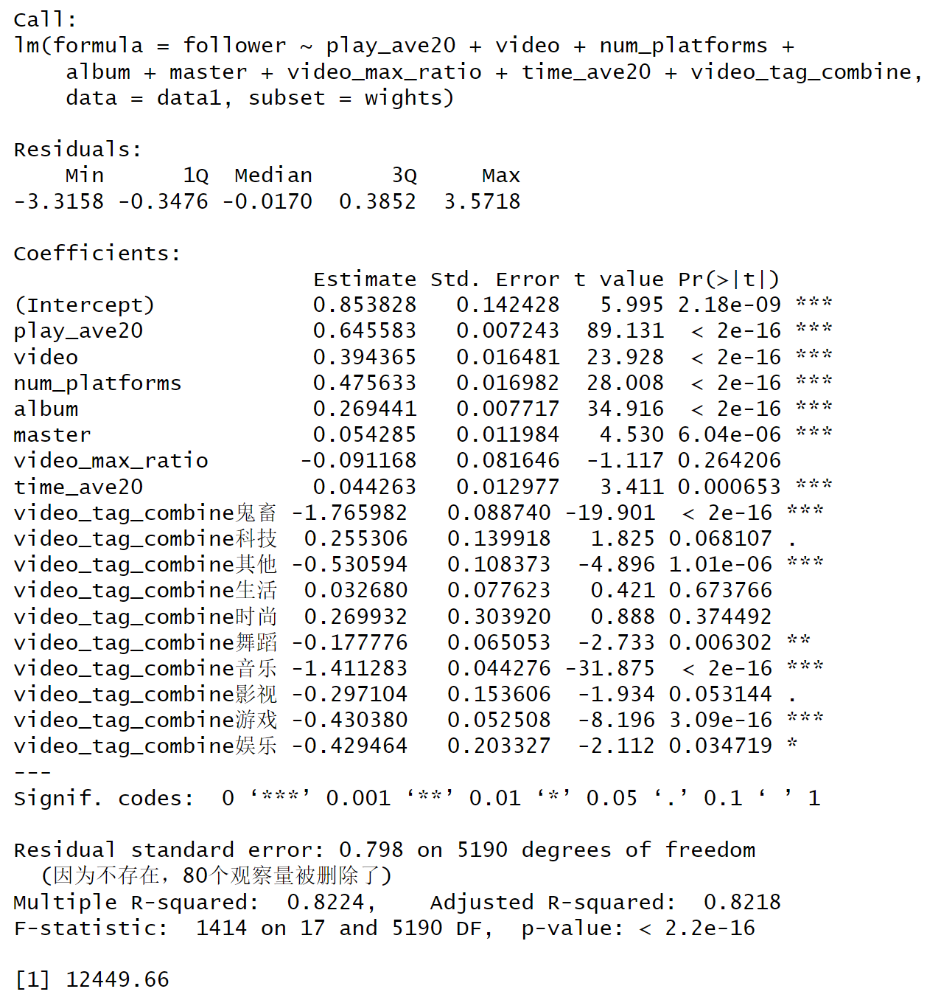 Call:
lm(formula = follower ~ play_ave20 + video + num_platforms +
    album + master + video_max_ratio + time_ave20 + video_tag_combine,
    data = data1, subset = wights)

Residuals:
    Min      1Q  Median      3Q     Max
-3.3158 -0.3476 -0.0170  0.3852  3.5718

Coefficients:
                       Estimate Std. Error t value Pr(>|t|)
(Intercept)            0.853828   0.142428   5.995 2.18e-09 ***
play_ave20             0.645583   0.007243  89.131  < 2e-16 ***
video                  0.394365   0.016481  23.928  < 2e-16 ***
num_platforms          0.475633   0.016982  28.008  < 2e-16 ***
album                  0.269441   0.007717  34.916  < 2e-16 ***
master                 0.054285   0.011984   4.530 6.04e-06 ***
video_max_ratio       -0.091168   0.081646  -1.117 0.264206
time_ave20             0.044263   0.012977   3.411 0.000653 ***
video_tag_combine鬼畜 -1.765982   0.088740 -19.901  < 2e-16 ***
video_tag_combine科技  0.255306   0.139918   1.825 0.068107 .
video_tag_combine其他 -0.530594   0.108373  -4.896 1.01e-06 ***
video_tag_combine生活  0.032680   0.077623   0.421 0.673766
video_tag_combine时尚  0.269932   0.303920   0.888 0.374492
video_tag_combine舞蹈 -0.177776   0.065053  -2.733 0.006302 **
video_tag_combine音乐 -1.411283   0.044276 -31.875  < 2e-16 ***
video_tag_combine影视 -0.297104   0.153606  -1.934 0.053144 .
video_tag_combine游戏 -0.430380   0.052508  -8.196 3.09e-16 ***
video_tag_combine娱乐 -0.429464   0.203327  -2.112 0.034719 *
---
Signif. codes:  0 ‘***’ 0.001 ‘**’ 0.01 ‘*’ 0.05 ‘.’ 0.1 ‘ ’ 1

Residual standard error: 0.798 on 5190 degrees of freedom
  (因为不存在，80个观察量被删除了)
Multiple R-squared:  0.8224,    Adjusted R-squared:  0.8218
F-statistic:  1414 on 17 and 5190 DF,  p-value: < 2.2e-16

[1] 12449.66